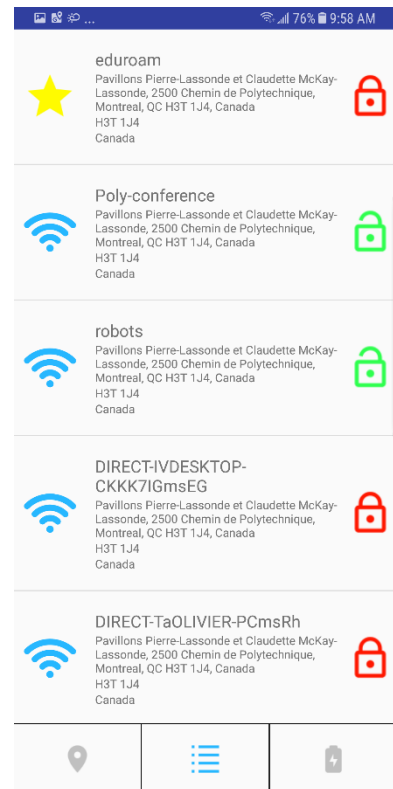 ... 76% 9:58 AM
eduroam
Pavillons Pierre-Lassonde et Claudette McKay-
Lassonde, 2500 Chemin de Polytechnique,
Montreal, QC H3T 1J4, Canada
H3T 1J4
Canada
Poly-conference
Pavillons Pierre-Lassonde et Claudette McKay-
Lassonde, 2500 Chemin de Polytechnique,
Montreal, QC H3T 1J4, Canada
H3T 1J4
Canada
robots
Pavillons Pierre-Lassonde et Claudette McKay-
Lassonde, 2500 Chemin de Polytechnique,
Montreal, QC H3T 1J4, Canada
H3T 1J4
Canada
DIRECT-IVDESKTOP-
CKKK7IGmsEG
Pavillons Pierre-Lassonde et Claudette McKay-
Lassonde, 2500 Chemin de Polytechnique,
Montreal, QC H3T 1J4, Canada
H3T 1J4
Canada
DIRECT-TaOLIVIER-PCmsRh
Pavillons Pierre-Lassonde et Claudette McKay-
Lassonde, 2500 Chemin de Polytechnique,
Montreal, QC H3T 1J4, Canada
H3T 1J4
Canada